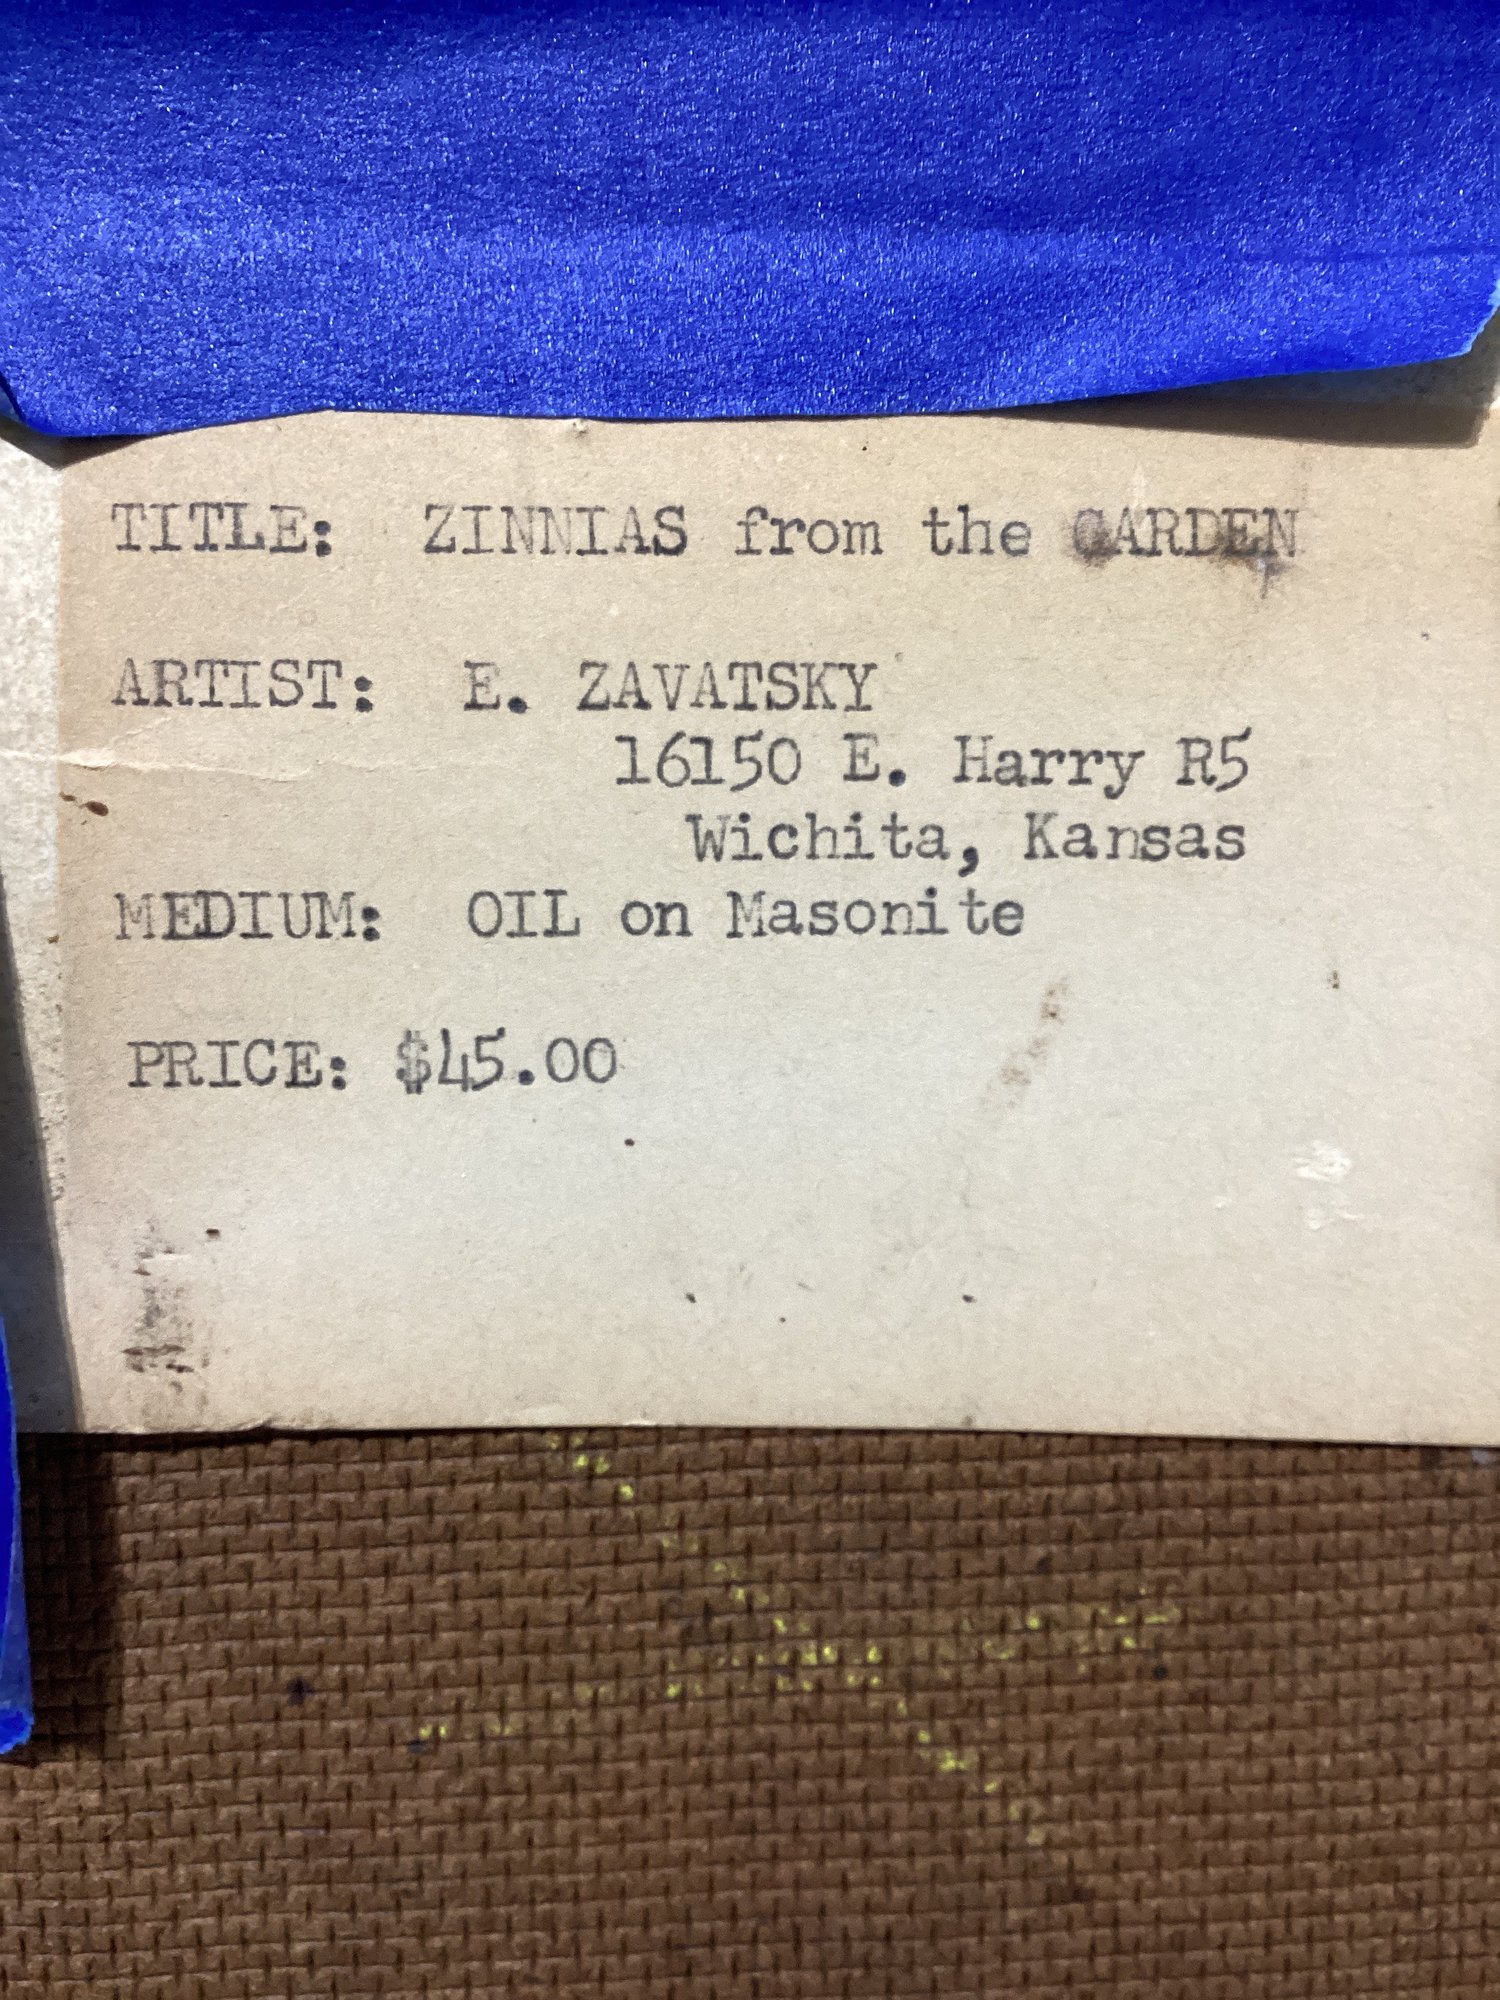 TITLE: ZINNIAS from the GARDEN
ARTIST: E. ZAVATSKY
16150 E. Harry R5
Wichita, Kansas
MEDIUM: OIL on Masonite
PRICE: $45.00